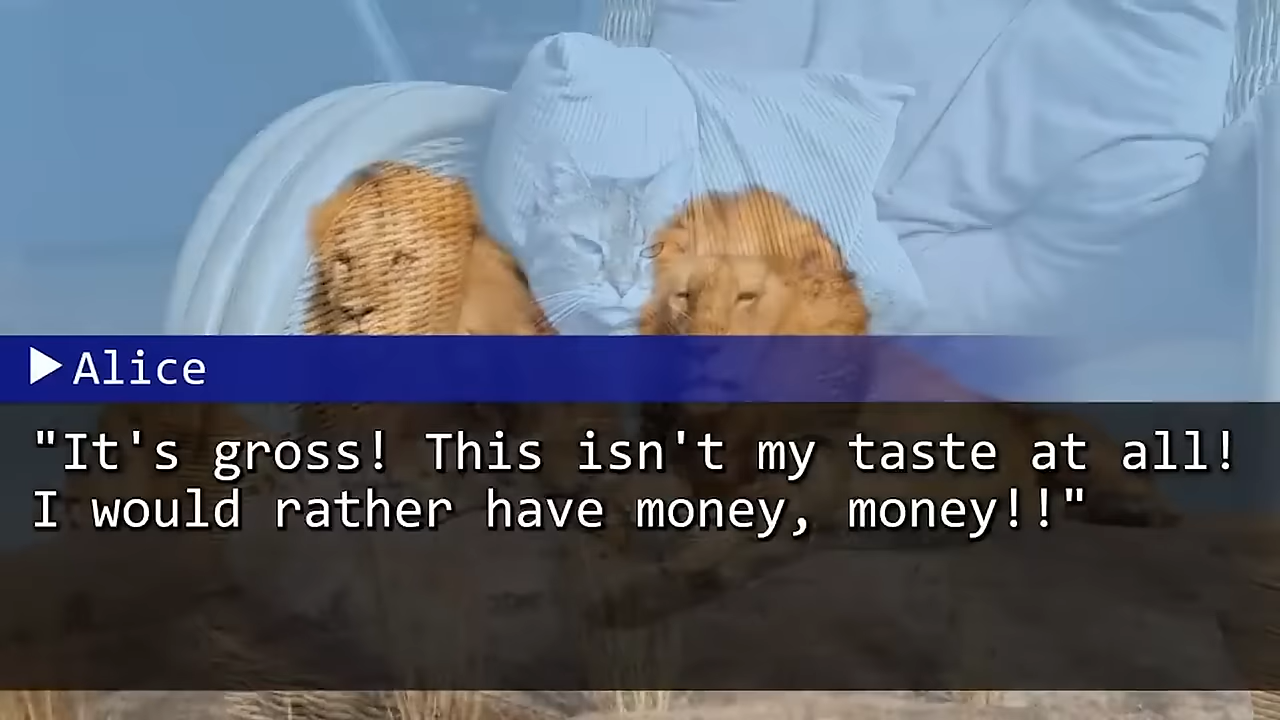 Alice
"It's gross! This isn't my taste at all!
I would rather have money, money!!"